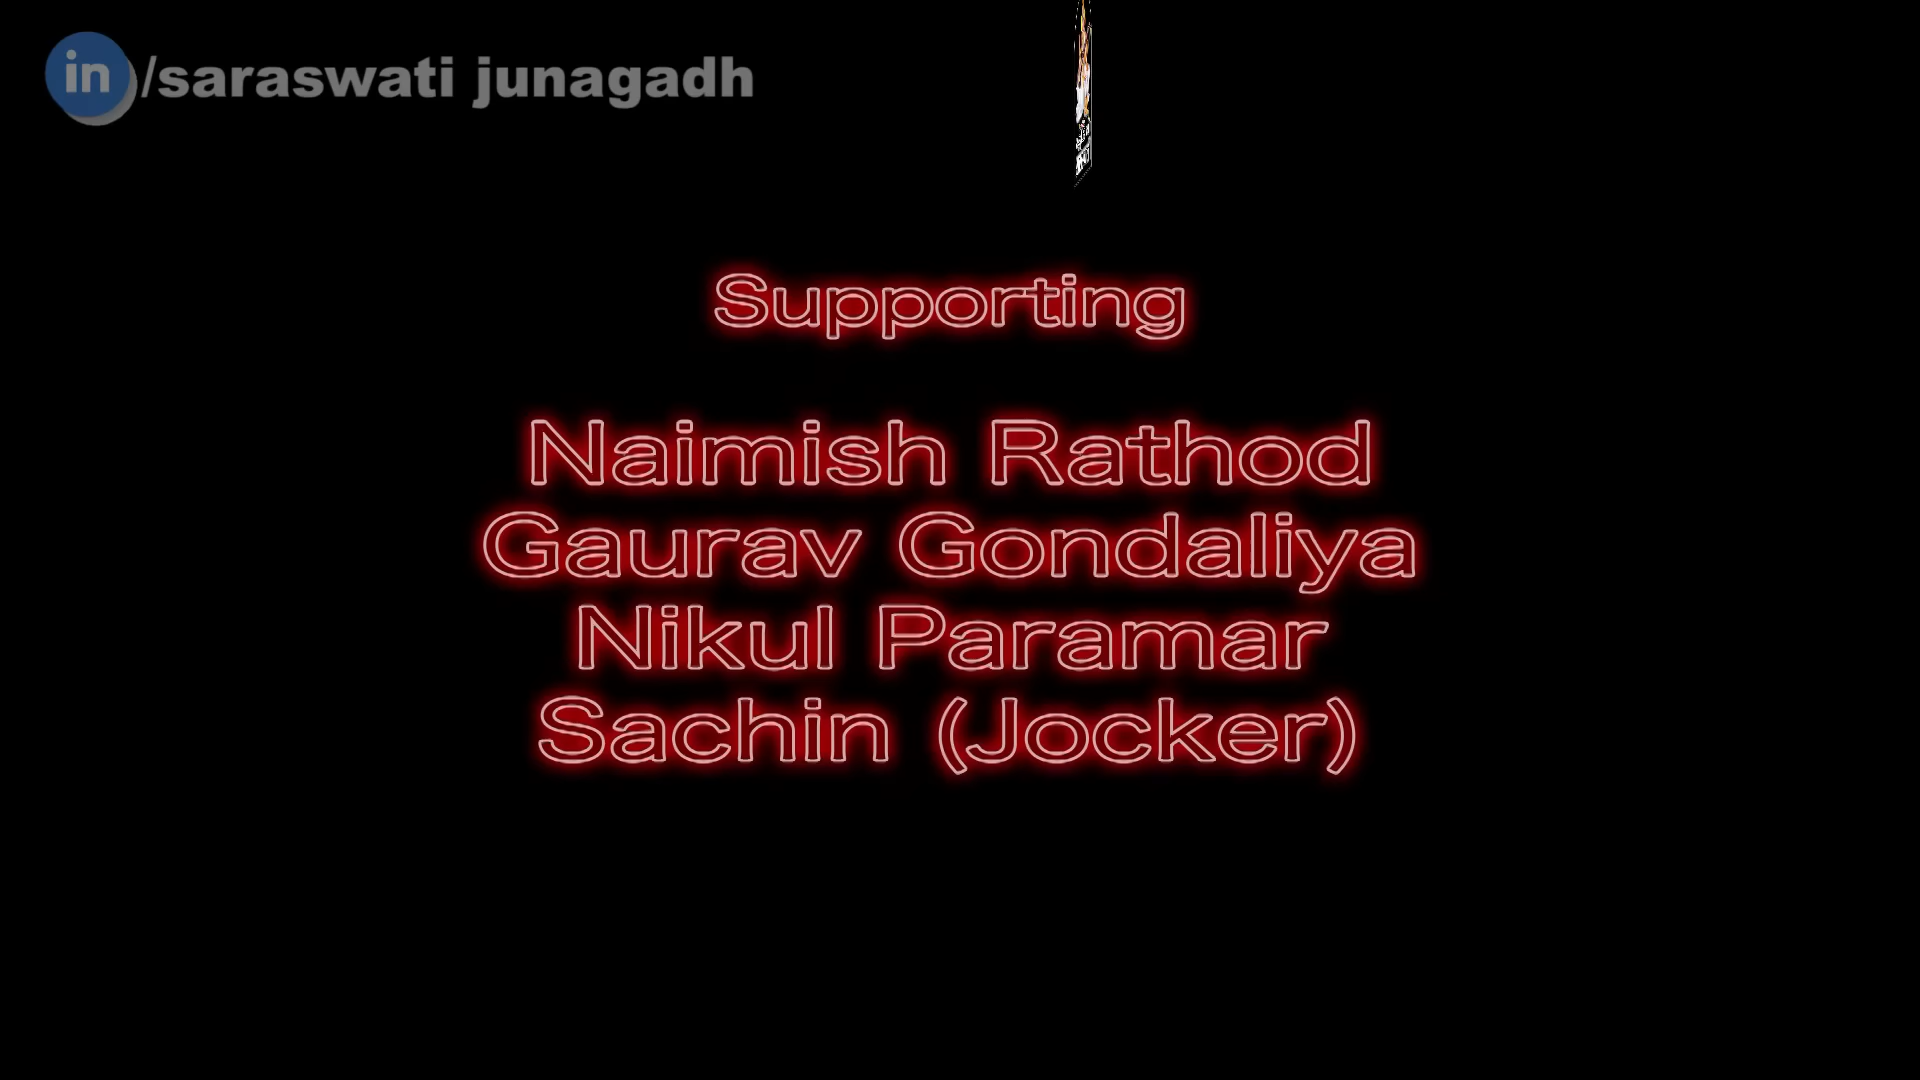 in/saraswati junagadh
Supporting
Naimish Rathod
Gaurav Gondaliya
Nikul Paramar
Sachin (Jocker)